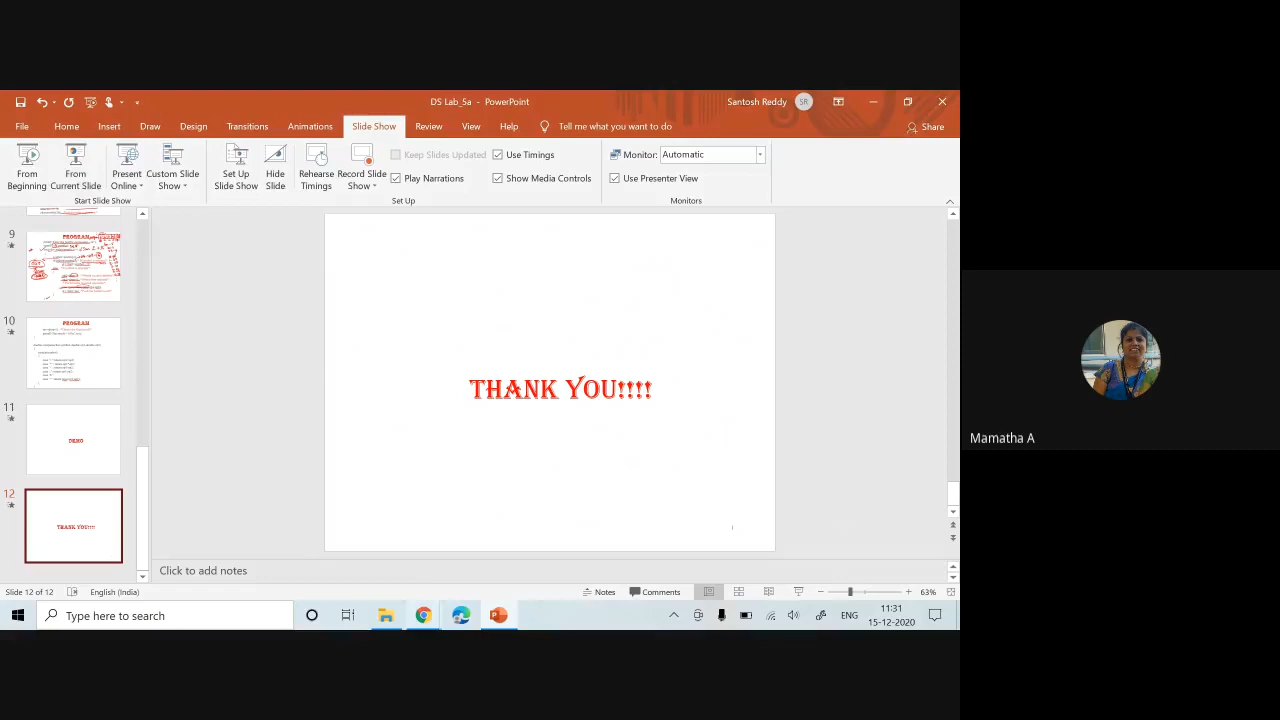 DS Lab_5a - PowerPoint
Santosh Reddy SR
File Home Insert Draw Design Transitions Animations Slide Show Review View Help Tell me what you want to do Share
From Beginning
From Current Slide
Present Online
Custom Slide Show
Start Slide Show
Set Up Slide Show
Hide Slide
Rehearse Timings
Record Slide Show
Keep Slides Updated
Use Timings
Play Narrations
Show Media Controls
Set Up
Monitor: Automatic
Use Presenter View
Monitors
9
PROGRAM
10
PROGRAM
11
DEMO
12
THANK YOU!!!!
THANK YOU!!!!
Mamatha A
Click to add notes
Slide 12 of 12 English (India) Notes Comments 63%
Type here to search
ENG
11:31
15-12-2020